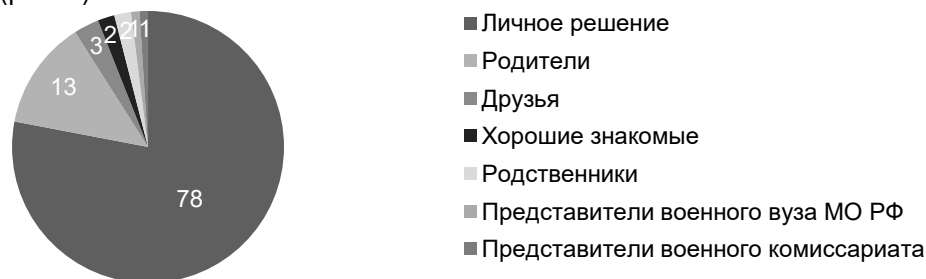 Личное решение
Родители
Друзья
Хорошие знакомые
Родственники
Представители военного вуза МО РФ
Представители военного комиссариата
78
13
3
2
2
1
1